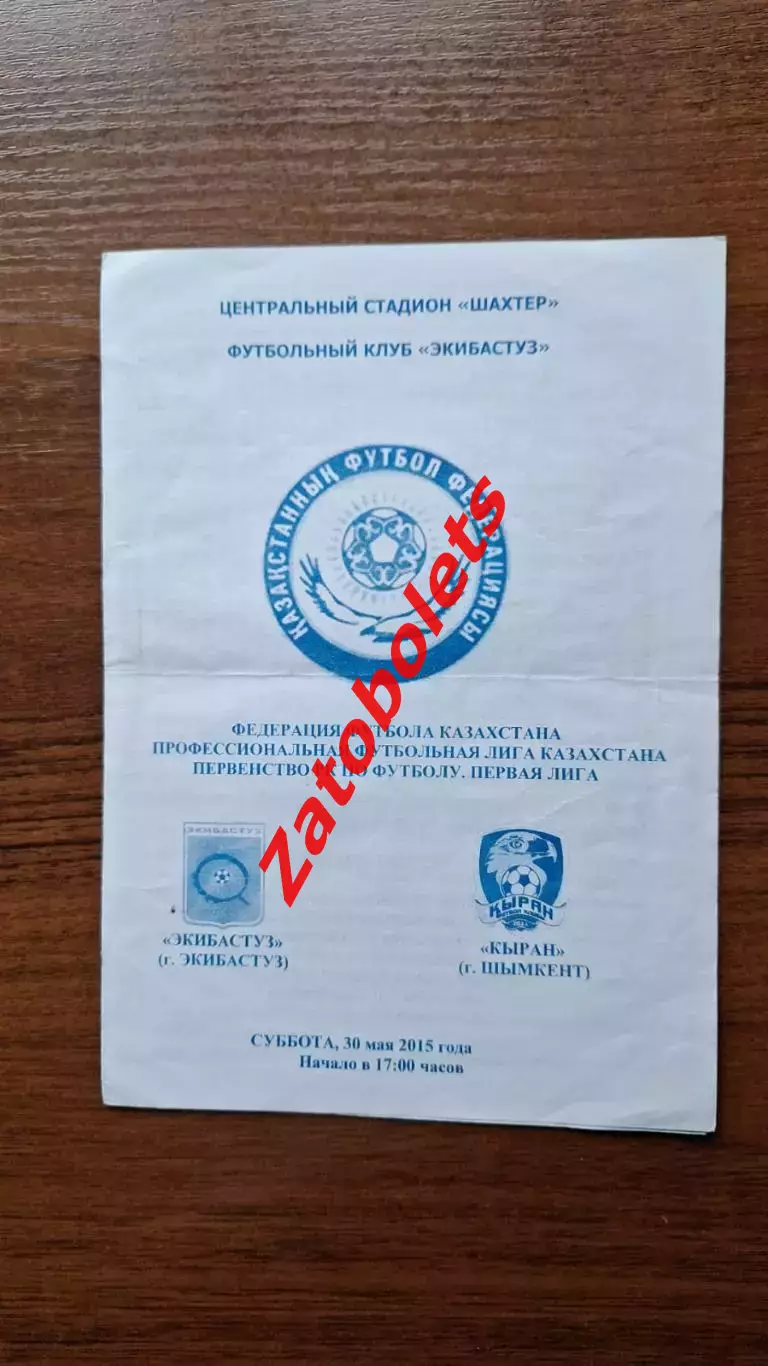 ЦЕНТРАЛЬНЫЙ СТАДИОН «ШАХТЕР»
ФУТБОЛЬНЫЙ КЛУБ «ЭКИБАСТУЗ»
ҚАЗАҚСТАННЫҢ ФУТБОЛ ФЕДЕРАЦИЯСЫ
Zatobolets
ФЕДЕРАЦИЯ ФУТБОЛА КАЗАХСТАНА
ПРОФЕССИОНАЛЬНАЯ ФУТБОЛЬНАЯ ЛИГА КАЗАХСТАНА
ПЕРВЕНСТВО РК ПО ФУТБОЛУ. ПЕРВАЯ ЛИГА
ЭКИБАСТУЗ
ҚЫРАН
«ЭКИБАСТУЗ»
(г. ЭКИБАСТУЗ)
«КЫРАН»
(г. ШЫМКЕНТ)
СУББОТА, 30 мая 2015 года
Начало в 17:00 часов